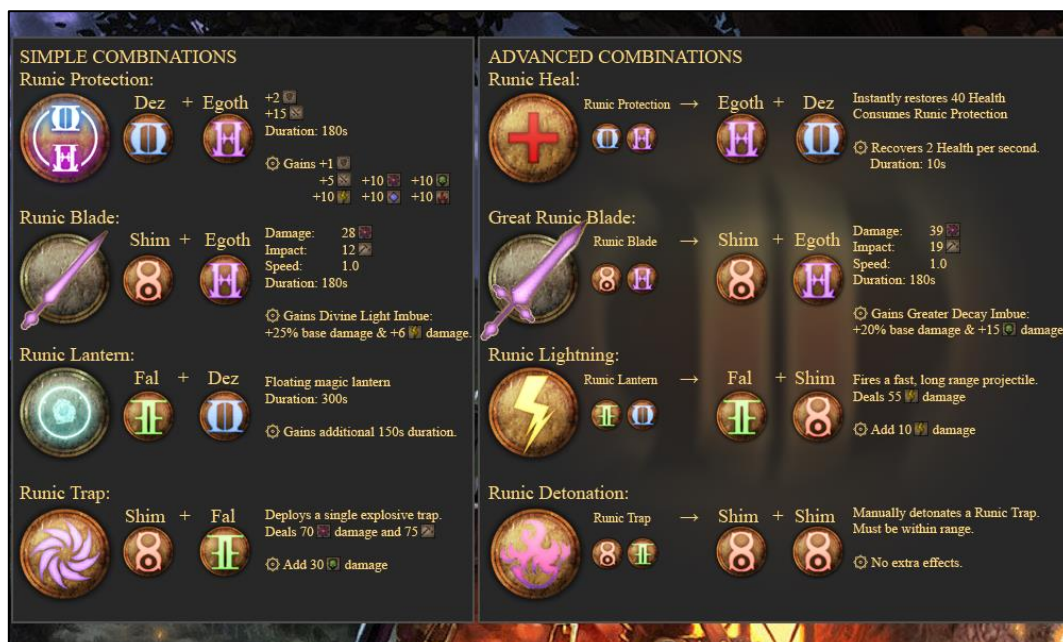 SIMPLE COMBINATIONS
Runic Protection:
Dez + Egoth
+2
+15
Duration: 180s
Gains +1
+5 +10 +10
+10 +10 +10
Runic Blade:
Shim + Egoth
Damage: 28
Impact: 12
Speed: 1.0
Duration: 180s
Gains Divine Light Imbue:
+25% base damage & +6 damage.
Runic Lantern:
Fal + Dez
Floating magic lantern
Duration: 300s
Gains additional 150s duration.
Runic Trap:
Shim + Fal
Deploys a single explosive trap.
Deals 70 damage and 75
Add 30 damage
ADVANCED COMBINATIONS
Runic Heal:
Runic Protection → Egoth + Dez
Instantly restores 40 Health
Consumes Runic Protection
Recovers 2 Health per second.
Duration: 10s
Great Runic Blade:
Runic Blade → Shim + Egoth
Damage: 39
Impact: 19
Speed: 1.0
Duration: 180s
Gains Greater Decay Imbue:
+20% base damage & +15 damage
Runic Lightning:
Runic Lantern → Fal + Shim
Fires a fast, long range projectile.
Deals 55 damage
Add 10 damage
Runic Detonation:
Runic Trap → Shim + Shim
Manually detonates a Runic Trap.
Must be within range.
No extra effects.